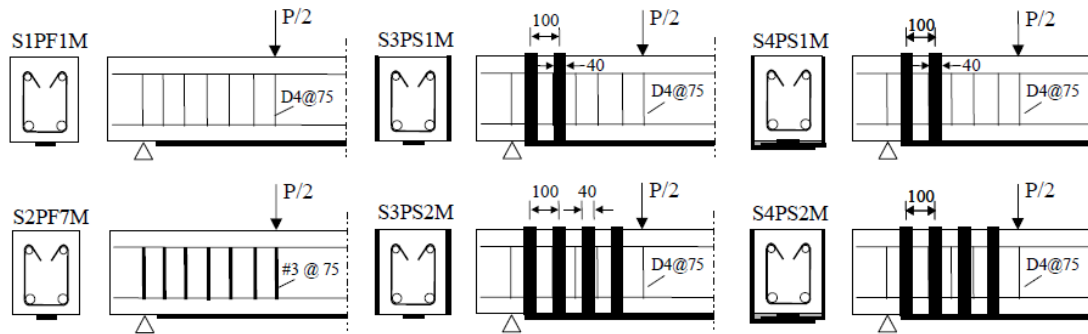 S1PF1M
P/2
D4@75
S3PS1M
100
40
P/2
D4@75
S4PS1M
100
40
P/2
D4@75
S2PF7M
P/2
#3 @ 75
S3PS2M
100
40
P/2
D4@75
S4PS2M
100
P/2
D4@75